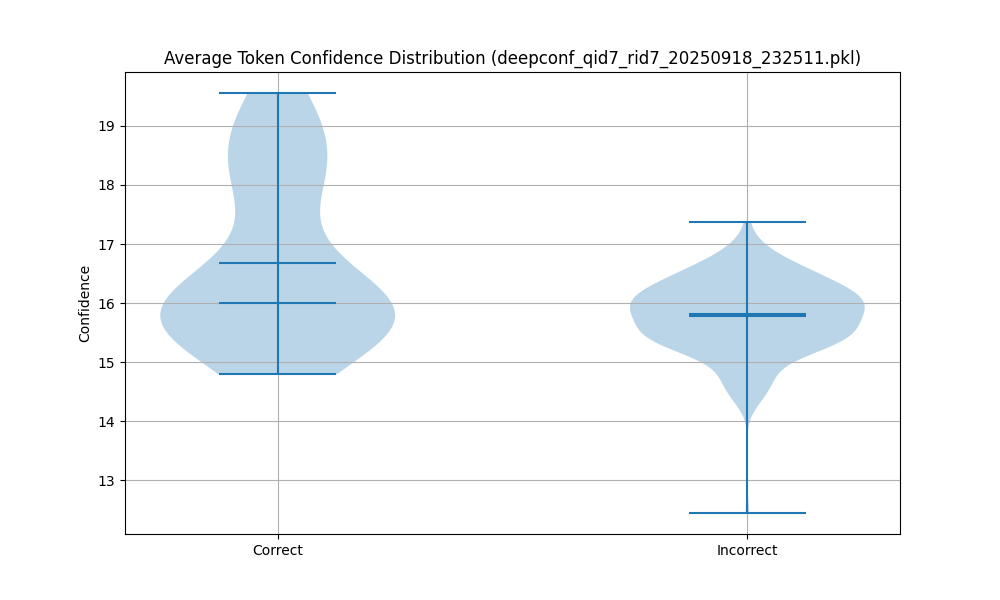 Average Token Confidence Distribution (deepconf_qid7_rid7_20250918_232511.pkl)
Confidence
19
18
17
16
15
14
13
Correct
Incorrect